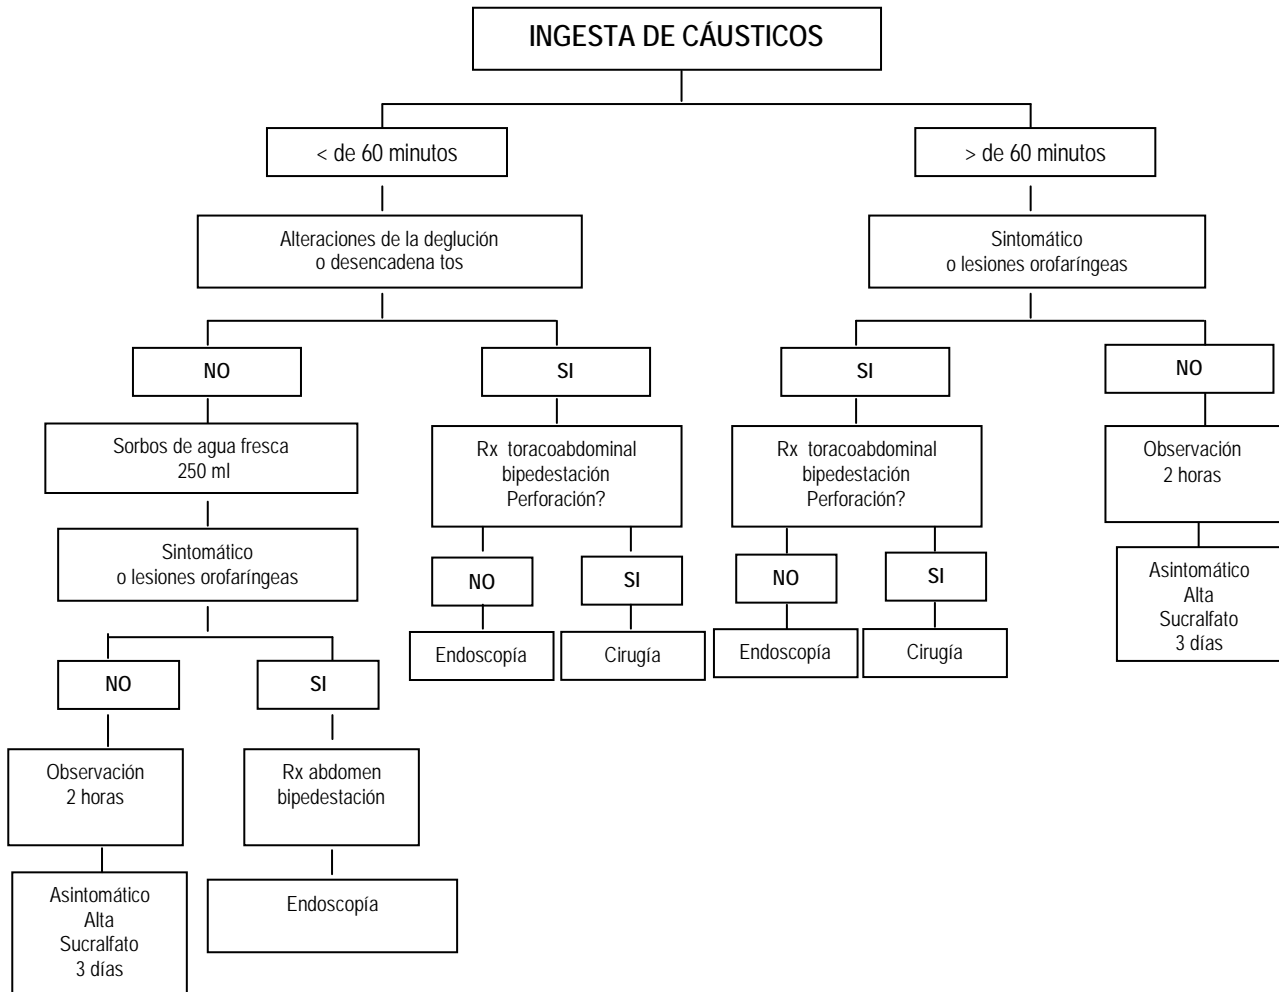 INGESTA DE CÁUSTICOS
< de 60 minutos
> de 60 minutos
Alteraciones de la deglución
o desencadena tos
Sintomático
o lesiones orofaríngeas
NO
SI
SI
NO
Sorbos de agua fresca
250 ml
Rx toracoabdominal
bipedestación
Perforación?
Rx toracoabdominal
bipedestación
Perforación?
Observación
2 horas
Sintomático
o lesiones orofaríngeas
NO
SI
NO
SI
Asintomático
Alta
Sucralfato
3 días
Endoscopía
Cirugía
Endoscopía
Cirugía
NO
SI
Observación
2 horas
Rx abdomen
bipedestación
Asintomático
Alta
Sucralfato
3 días
Endoscopía